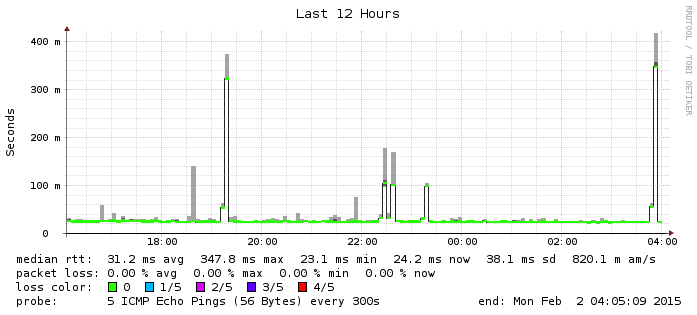 Last 12 Hours
RRDTOOL / TOBI OETIKER
Seconds
400 m
300 m
200 m
100 m
0
18:00 20:00 22:00 00:00 02:00 04:00
median rtt: 31.2 ms avg 347.8 ms max 23.1 ms min 24.2 ms now 38.1 ms sd 820.1 m am/s
packet loss: 0.00 % avg 0.00 % max 0.00 % min 0.00 % now
loss color: 0 1/5 2/5 3/5 4/5
probe: 5 ICMP Echo Pings (56 Bytes) every 300s end: Mon Feb 2 04:05:09 2015